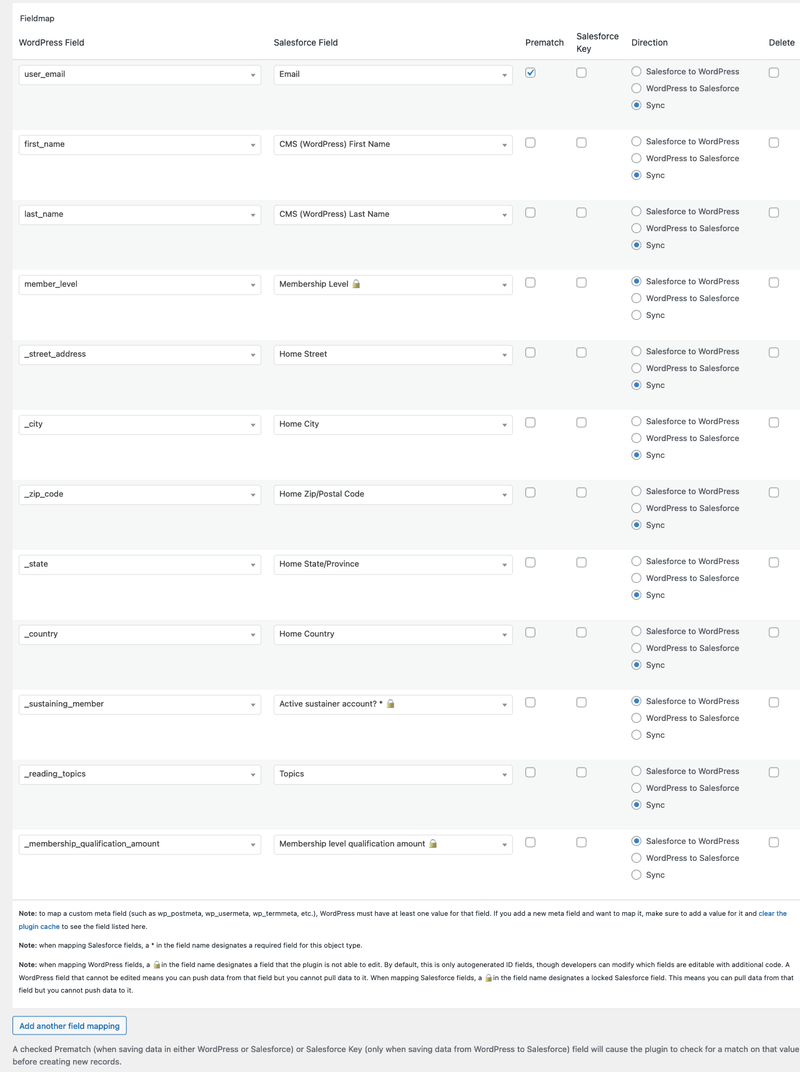 Fieldmap
WordPress Field Salesforce Field Prematch Salesforce Key Direction Delete
user_email Email Salesforce to WordPress
WordPress to Salesforce
Sync
first_name CMS (WordPress) First Name Salesforce to WordPress
WordPress to Salesforce
Sync
last_name CMS (WordPress) Last Name Salesforce to WordPress
WordPress to Salesforce
Sync
member_level Membership Level 🔒 Salesforce to WordPress
WordPress to Salesforce
Sync
_street_address Home Street Salesforce to WordPress
WordPress to Salesforce
Sync
_city Home City Salesforce to WordPress
WordPress to Salesforce
Sync
_zip_code Home Zip/Postal Code Salesforce to WordPress
WordPress to Salesforce
Sync
_state Home State/Province Salesforce to WordPress
WordPress to Salesforce
Sync
_country Home Country Salesforce to WordPress
WordPress to Salesforce
Sync
_sustaining_member Active sustainer account? * 🔒 Salesforce to WordPress
WordPress to Salesforce
Sync
_reading_topics Topics Salesforce to WordPress
WordPress to Salesforce
Sync
_membership_qualification_amount Membership level qualification amount 🔒 Salesforce to WordPress
WordPress to Salesforce
Sync
Note: to map a custom meta field (such as wp_postmeta, wp_usermeta, wp_termmeta, etc.), WordPress must have at least one value for that field. If you add a new meta field and want to map it, make sure to add a value for it and clear the
plugin cache to see the field listed here.
Note: when mapping Salesforce fields, a * in the field name designates a required field for this object type.
Note: when mapping WordPress fields, a 🔒in the field name designates a field that the plugin is not able to edit. By default, this is only autogenerated ID fields, though developers can modify which fields are editable with additional code. A
WordPress field that cannot be edited means you can push data from that field but you cannot pull data to it. When mapping Salesforce fields, a 🔒in the field name designates a locked Salesforce field. This means you can pull data from that
field but you cannot push data to it.
Add another field mapping
A checked Prematch (when saving data in either WordPress or Salesforce) or Salesforce Key (only when saving data from WordPress to Salesforce) field will cause the plugin to check for a match on that value
before creating new records.